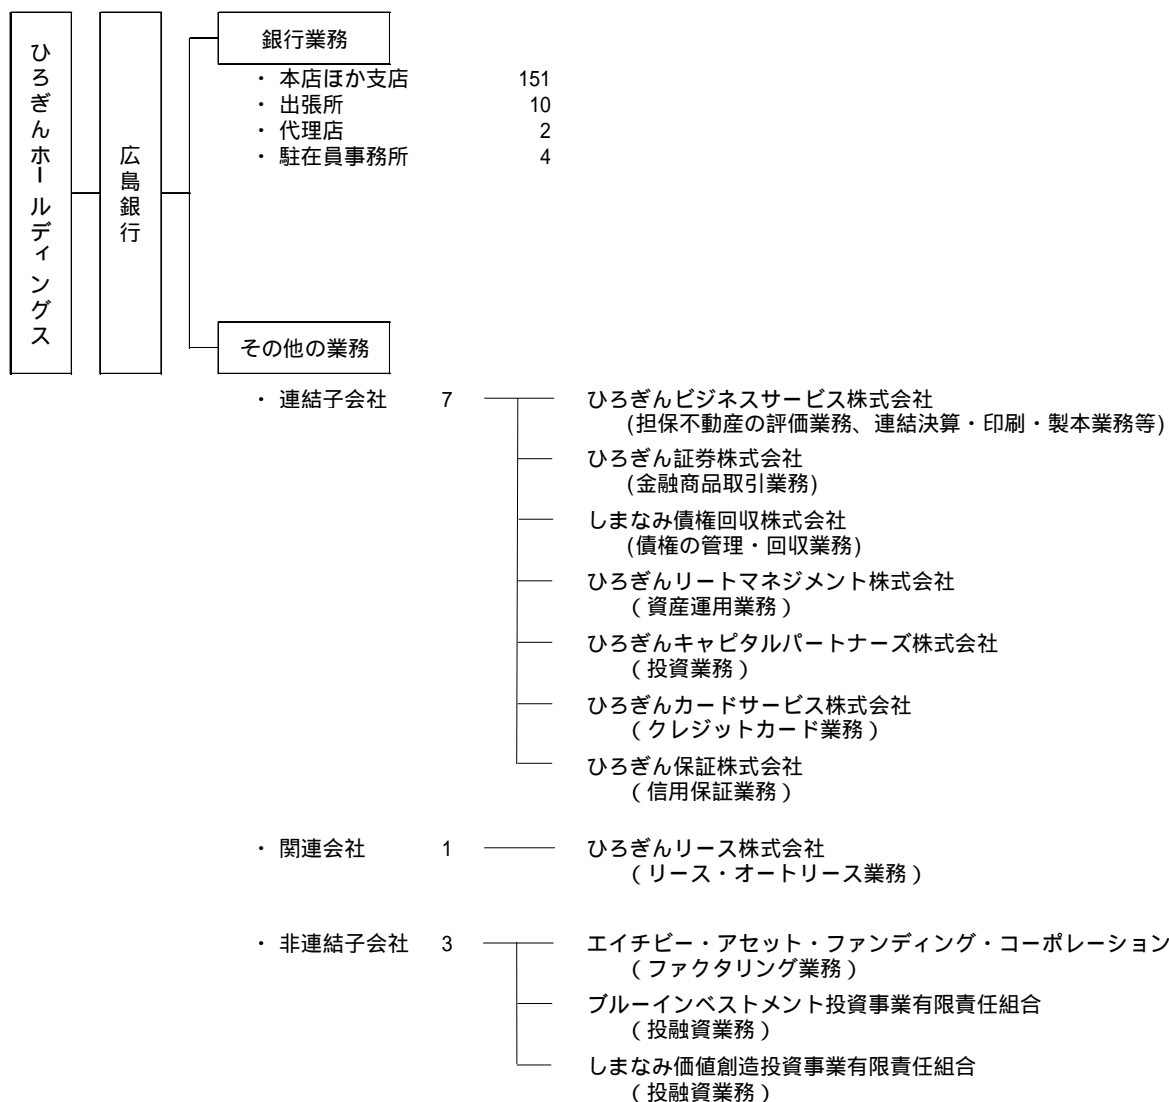 ひろぎんホールディングス
広島銀行
銀行業務
・ 本店ほか支店 151
・ 出張所 10
・ 代理店 2
・ 駐在員事務所 4
その他の業務
・ 連結子会社 7
ひろぎんビジネスサービス株式会社
(担保不動産の評価業務、連結決算・印刷・製本業務等)
ひろぎん証券株式会社
(金融商品取引業務)
しまなみ債権回収株式会社
(債権の管理・回収業務)
ひろぎんリートマネジメント株式会社
(資産運用業務)
ひろぎんキャピタルパートナーズ株式会社
(投資業務)
ひろぎんカードサービス株式会社
(クレジットカード業務)
ひろぎん保証株式会社
(信用保証業務)
・ 関連会社 1
ひろぎんリース株式会社
(リース・オートリース業務)
・ 非連結子会社 3
エイチビー・アセット・ファンディング・コーポレーション
(ファクタリング業務)
ブルーインベストメント投資事業有限責任組合
(投融資業務)
しまなみ価値創造投資事業有限責任組合
(投融資業務)